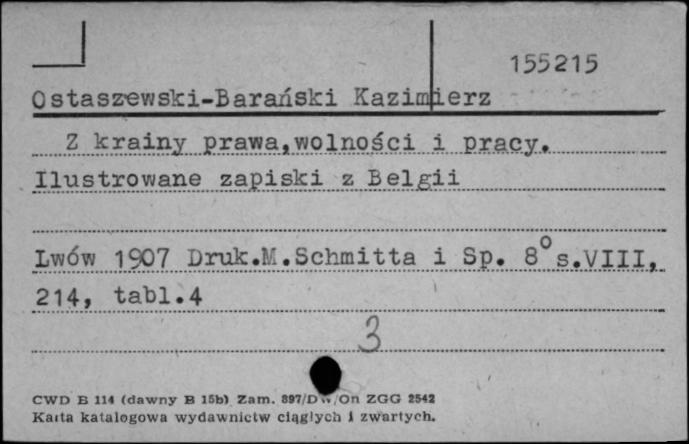 155215
Ostaszewski-Barański Kazimierz
Z krainy prawa,wolności i pracy.
Ilustrowane zapiski z Belgii
Lwów 1907 Druk.M.Schmitta i Sp. 8° s.VIII,
214, tabl.4
3
CWD B 114 (dawny B 15b) Zam. 897/DW/On ZGG 2542
Karta katalogowa wydawnictw ciągłych i zwartych.